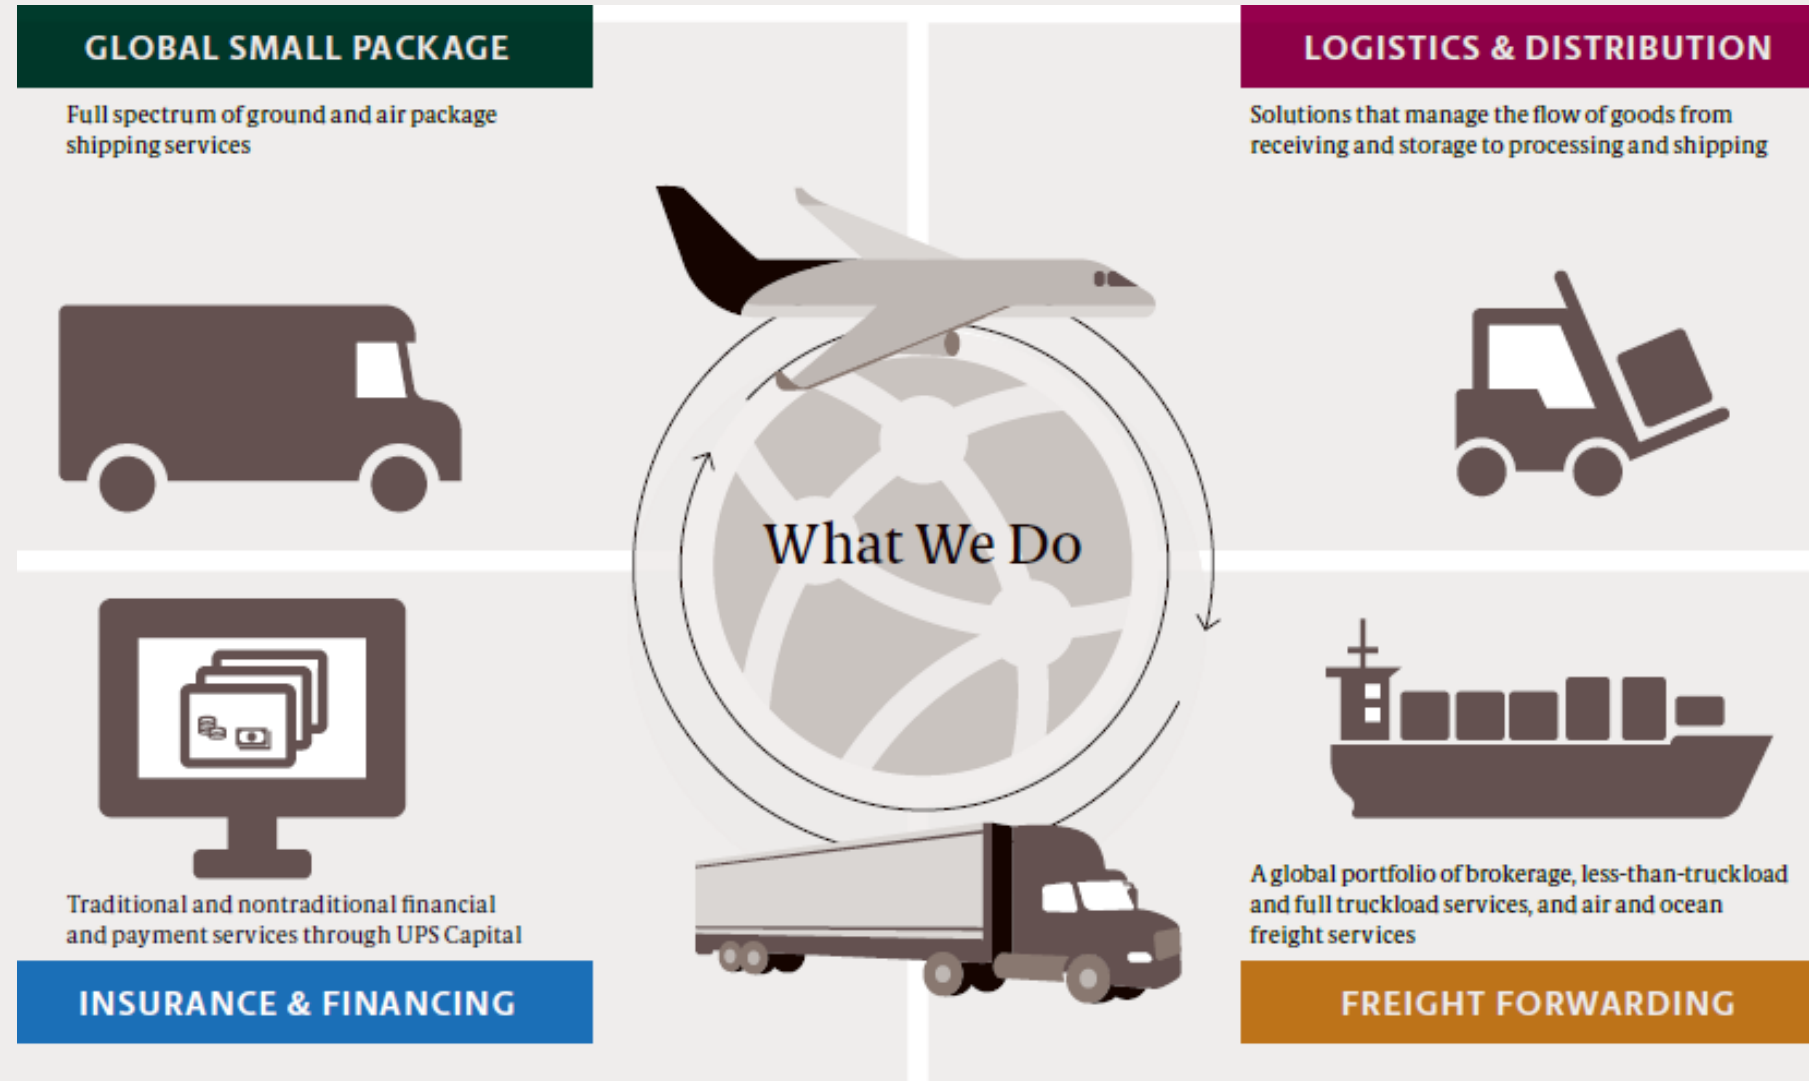 GLOBAL SMALL PACKAGE
Full spectrum of ground and air package
shipping services
LOGISTICS & DISTRIBUTION
Solutions that manage the flow of goods from
receiving and storage to processing and shipping
What We Do
Traditional and nontraditional financial
and payment services through UPS Capital
INSURANCE & FINANCING
A global portfolio of brokerage, less-than-truckload
and full truckload services, and air and ocean
freight services
FREIGHT FORWARDING